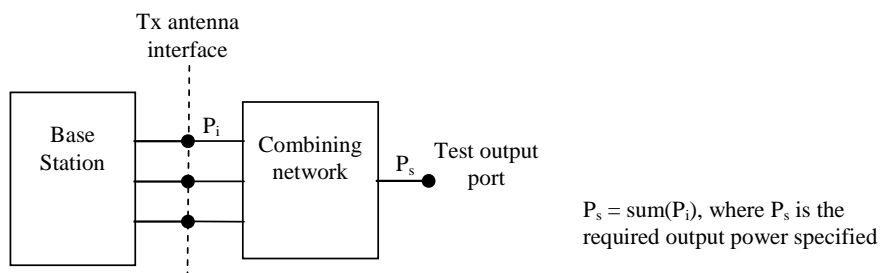 Tx antenna
interface
Base
Station
P_i
Combining
network
P_s
Test output
port
P_s = sum(P_i), where P_s is the
required output power specified